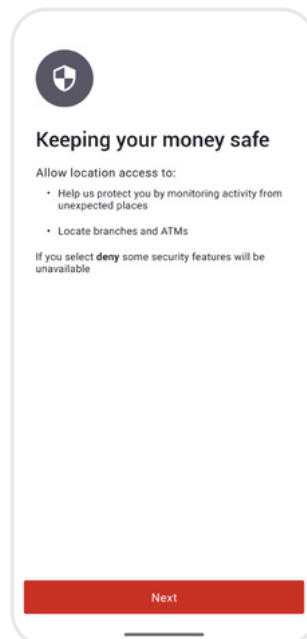 Keeping your money safe
Allow location access to:
• Help us protect you by monitoring activity from
unexpected places
• Locate branches and ATMs
If you select deny some security features will be
unavailable
Next